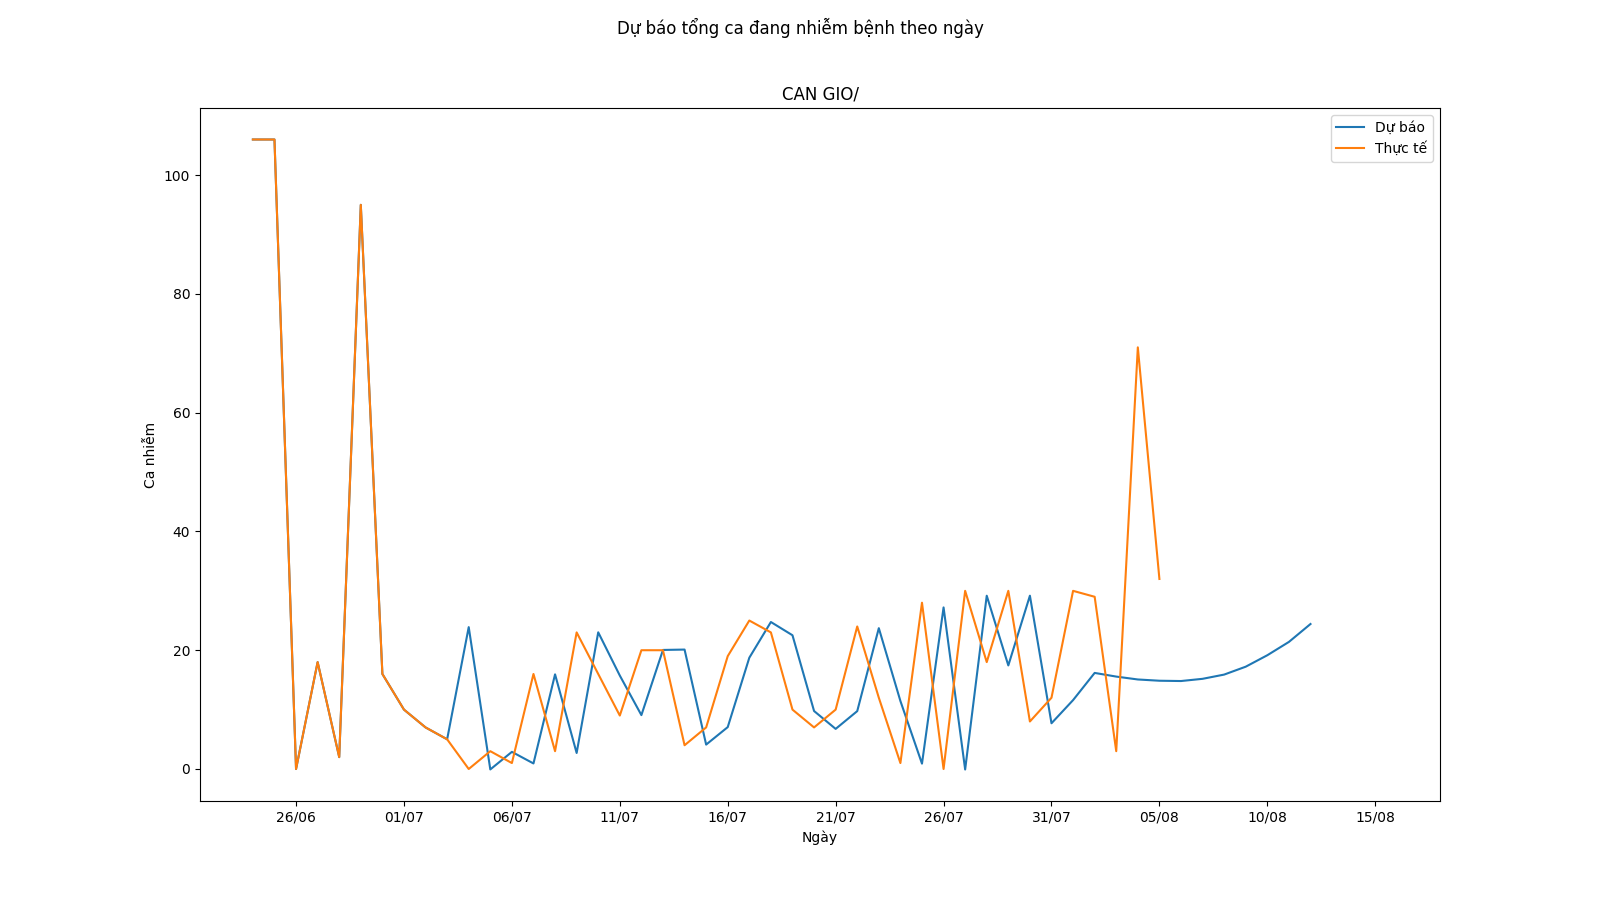 Dự báo tổng ca đang nhiễm bệnh theo ngày
CAN GIO/
Dự báo
Thực tế
100
80
60
40
20
0
Ca nhiễm
26/06
01/07
06/07
11/07
16/07
21/07
26/07
31/07
05/08
10/08
15/08
Ngày